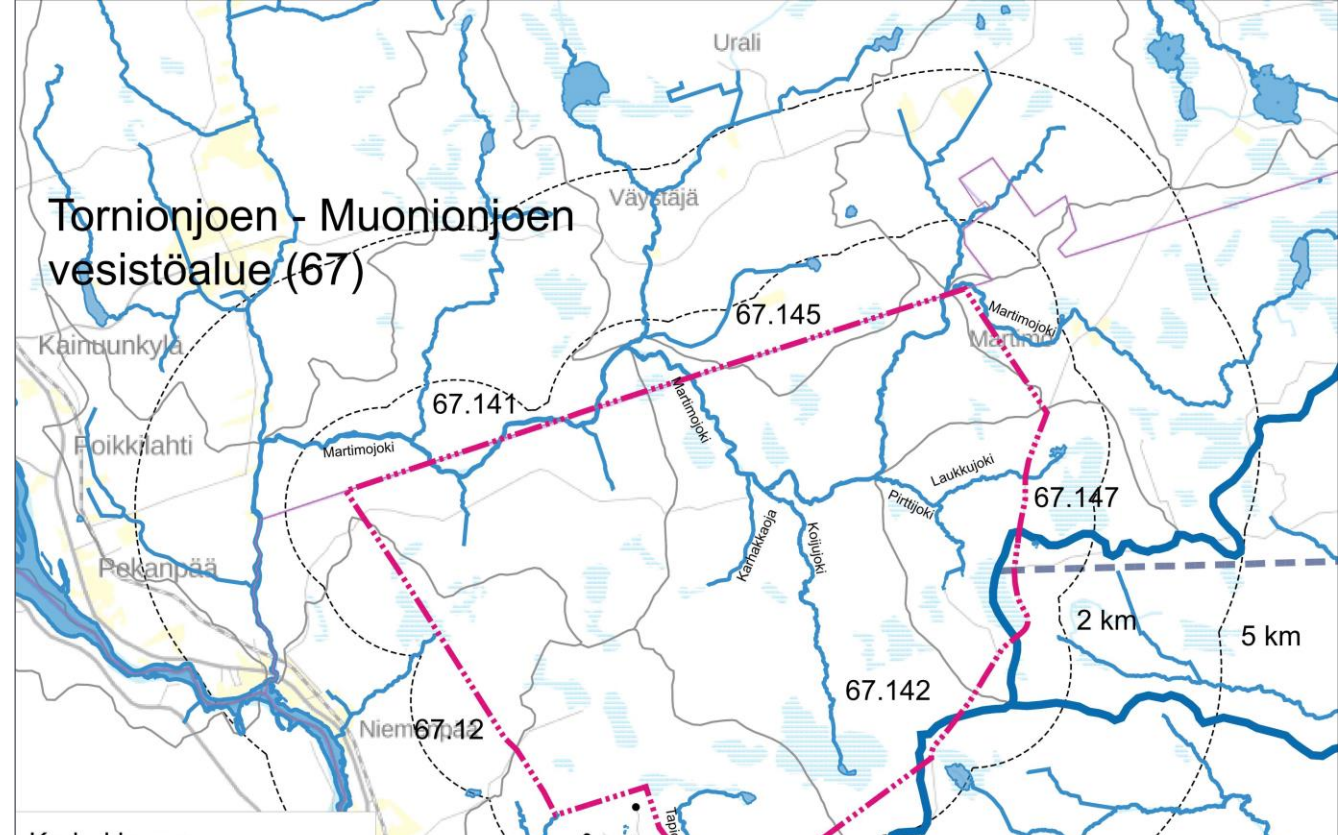 Urali
Väystäjä
Tornionjoen - Muonionjoen
vesistöalue (67)
67.145
Martimojoki
Martimo
Kainuunkylä
67.141
Martimojoki
Poikkilahti
Martimojoki
Laukkujoki
Pirttijoki
67.147
Karhakkaoja
Koijujoki
Pekanpää
2 km
5 km
67.142
Niemenpää
67.12